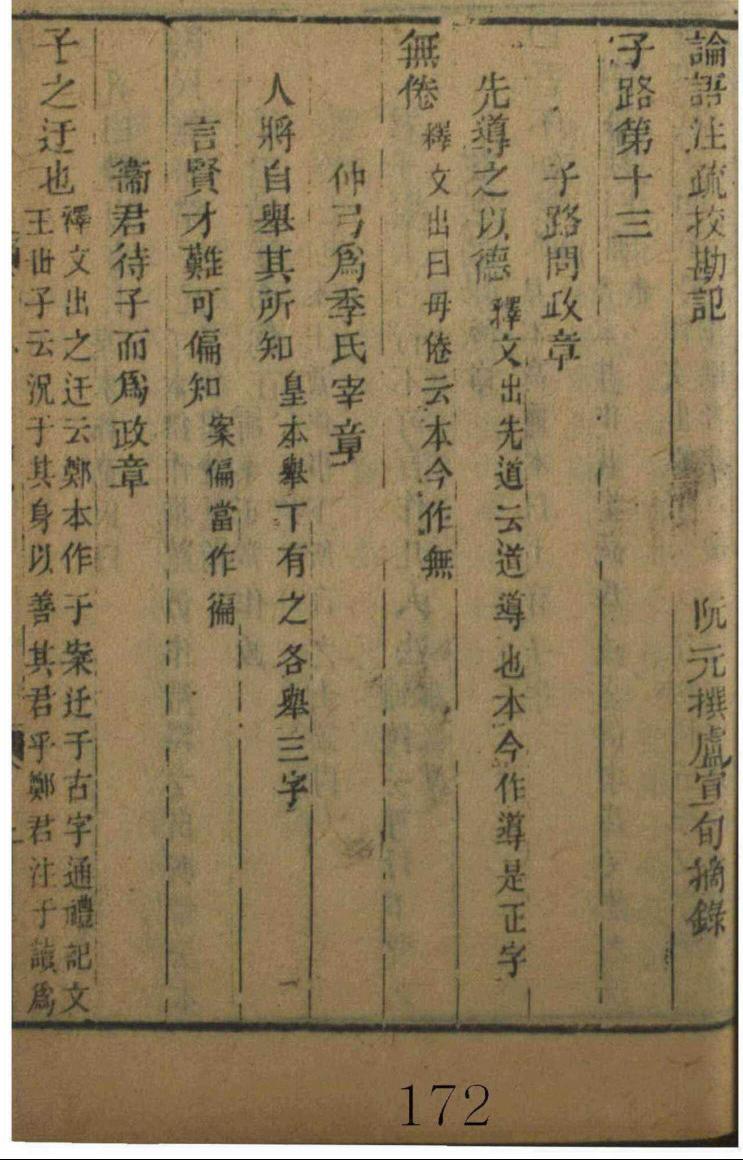 論語注疏挍勘記　阮元撰盧宣旬摘錄
子路第十三
子路問政章
先導之以德 釋文出先道云道導也本今作導是正字
無倦 釋文出曰毋倦云本今作無
仲弓爲季氏宰章
人將自舉其所知 皇本舉下有之各舉三字
言賢才難可偏知 案偏當作徧
衞君待子而爲政章
子之迂也 釋文出之迂云鄭本作于案迂于古字通禮記文
王世子云況于其身以善其君乎鄭君注于讀爲
172